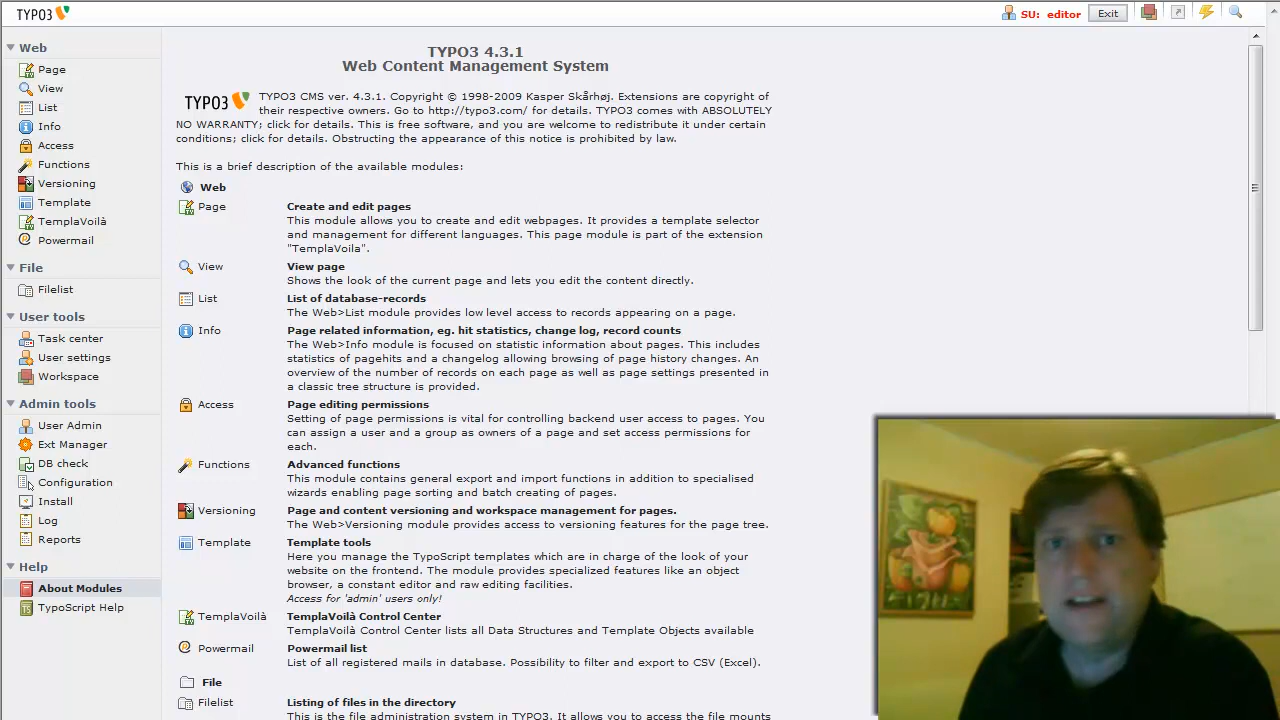 TYPO3
SU: editor
Exit
Web
Page
View
List
Info
Access
Functions
Versioning
Template
TemplaVoilà
Powermail
File
Filelist
User tools
Task center
User settings
Workspace
Admin tools
User Admin
Ext Manager
DB check
Configuration
Install
Log
Reports
Help
About Modules
TypoScript Help
TYPO3 4.3.1
Web Content Management System
TYPO3
TYPO3 CMS ver. 4.3.1. Copyright © 1998-2009 Kasper Skårhøj. Extensions are copyright of
their respective owners. Go to http://typo3.com/ for details. TYPO3 comes with ABSOLUTELY
NO WARRANTY; click for details. This is free software, and you are welcome to redistribute it under certain
conditions; click for details. Obstructing the appearance of this notice is prohibited by law.
This is a brief description of the available modules:
Web
Page
Create and edit pages
This module allows you to create and edit webpages. It provides a template selector
and management for different languages. This page module is part of the extension
"TemplaVoila".
View
View page
Shows the look of the current page and lets you edit the content directly.
List
List of database-records
The Web>List module provides low level access to records appearing on a page.
Info
Page related information, eg. hit statistics, change log, record counts
The Web>Info module is focused on statistic information about pages. This includes
statistics of pagehits and a changelog allowing browsing of page history changes. An
overview of the number of records on each page as well as page settings presented in
a classic tree structure is provided.
Access
Page editing permissions
Setting of page permissions is vital for controlling backend user access to pages. You
can assign a user and a group as owners of a page and set access permissions for
each.
Functions
Advanced functions
This module contains general export and import functions in addition to specialised
wizards enabling page sorting and batch creating of pages.
Versioning
Page and content versioning and workspace management for pages.
The Web>Versioning module provides access to versioning features for the page tree.
Template
Template tools
Here you manage the TypoScript templates which are in charge of the look of your
website on the frontend. The module provides specialized features like an object
browser, a constant editor and raw editing facilities.
Access for 'admin' users only!
TemplaVoilà
TemplaVoilà Control Center
TemplaVoilà Control Center lists all Data Structures and Template Objects available
Powermail
Powermail list
List of all registered mails in database. Possibility to filter and export to CSV (Excel).
File
Filelist
Listing of files in the directory
This is the file administration system in TYPO3. It allows you to access the file mounts